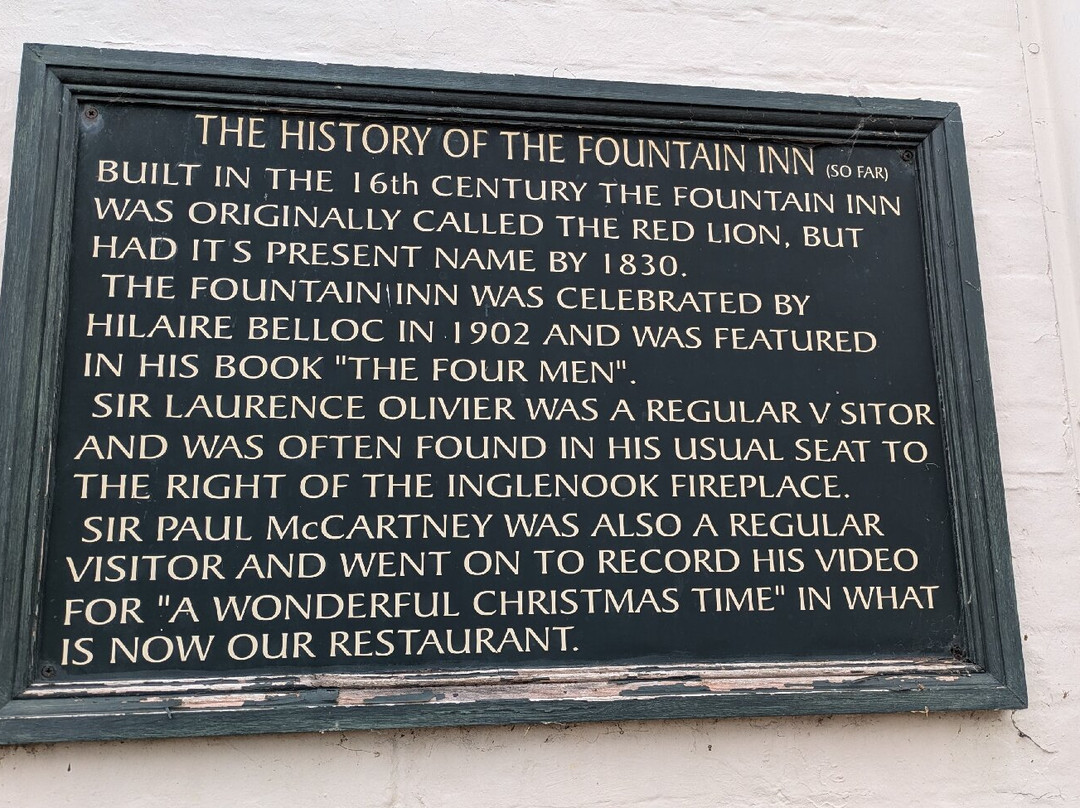 THE HISTORY OF THE FOUNTAIN INN (SO FAR)
BUILT IN THE 16th CENTURY THE FOUNTAIN INN
WAS ORIGINALLY CALLED THE RED LION, BUT
HAD IT S PRESENT NAME BY 1830.
THE FOUNTAIN INN WAS CELEBRATED BY
HILAIRE BELLOC IN 1902 AND WAS FEATURED
IN HIS BOOK "THE FOUR MEN".
SIR LAURENCE OLIVIER WAS A REGULAR V SITOR
AND WAS OFTEN FOUND IN HIS USUAL SEAT TO
THE RIGHT OF THE INGLENOOK FIREPLACE.
SIR PAUL McCARTNEY WAS ALSO A REGULAR
VISITOR AND WENT ON TO RECORD HIS VIDEO
FOR "A WONDERFUL CHRISTMAS TIME" IN WHAT
IS NOW OUR RESTAURANT.